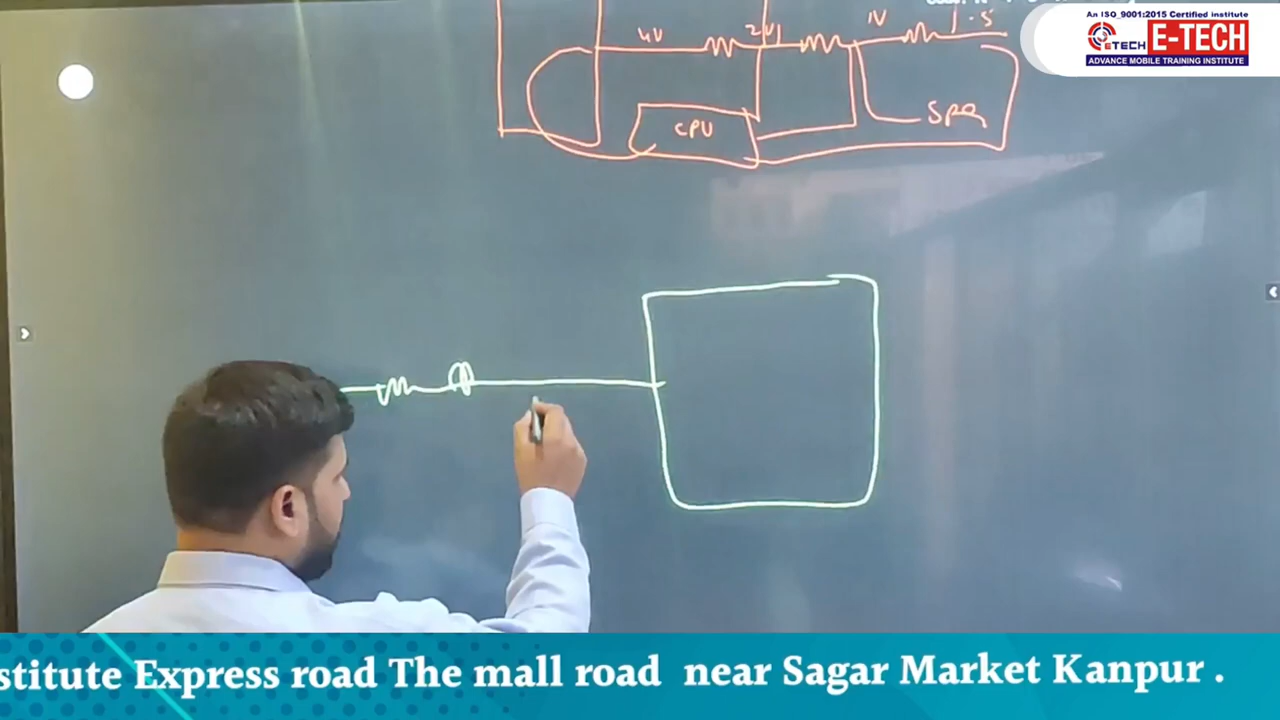 An ISO 9001:2015 Certified institute
ETECH E-TECH
ADVANCE MOBILE TRAINING INSTITUTE
4V 2V 1V 1.5
CPU
stitute Express road The mall road near Sagar Market Kanpur .